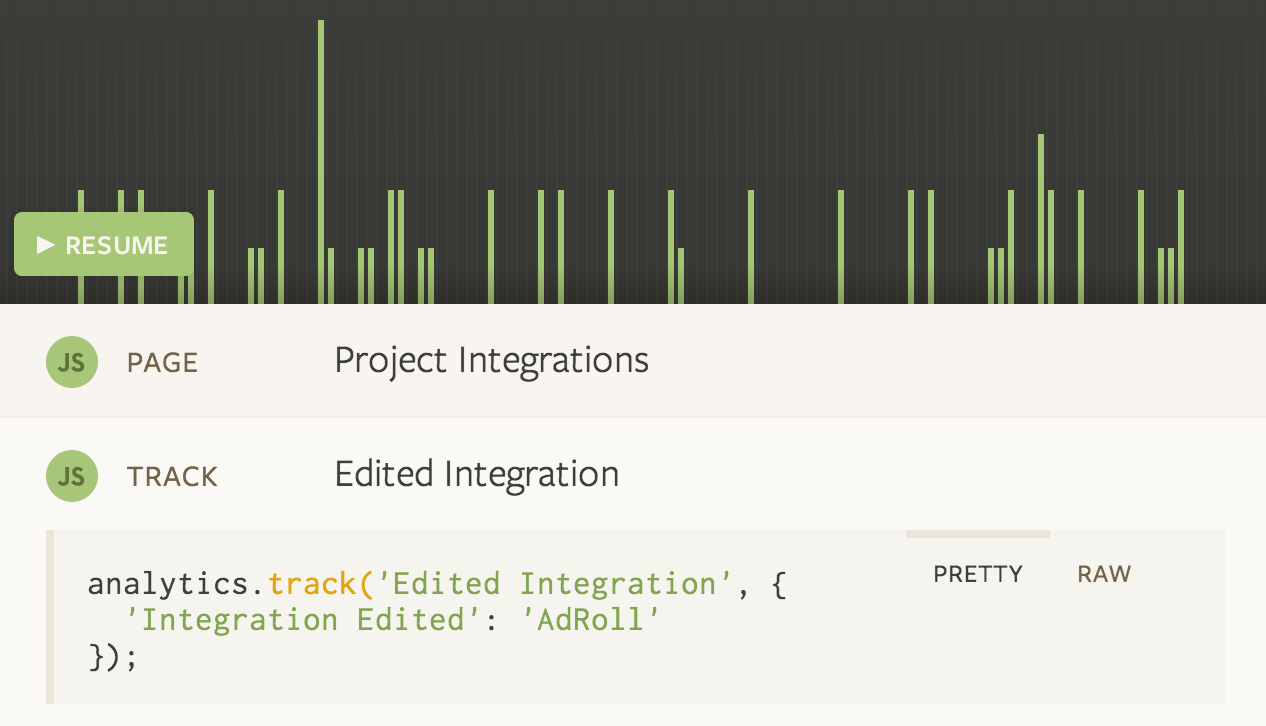 ▶ RESUME
JS PAGE Project Integrations
JS TRACK Edited Integration
PRETTY RAW
analytics.track('Edited Integration', {
  'Integration Edited': 'AdRoll'
});